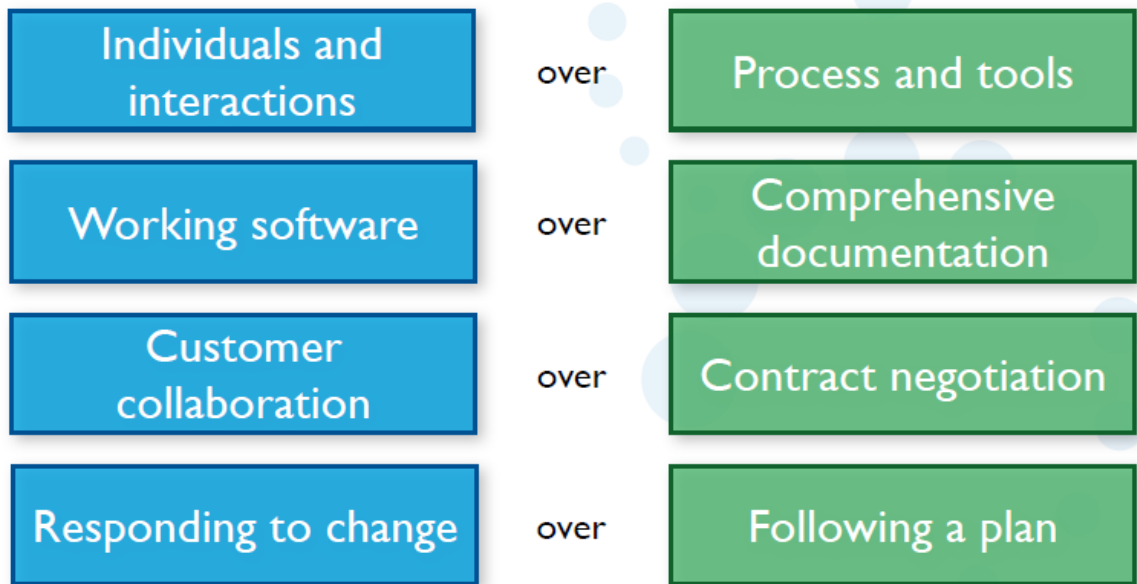 Individuals and
interactions
over
Process and tools
Working software
over
Comprehensive
documentation
Customer
collaboration
over
Contract negotiation
Responding to change
over
Following a plan